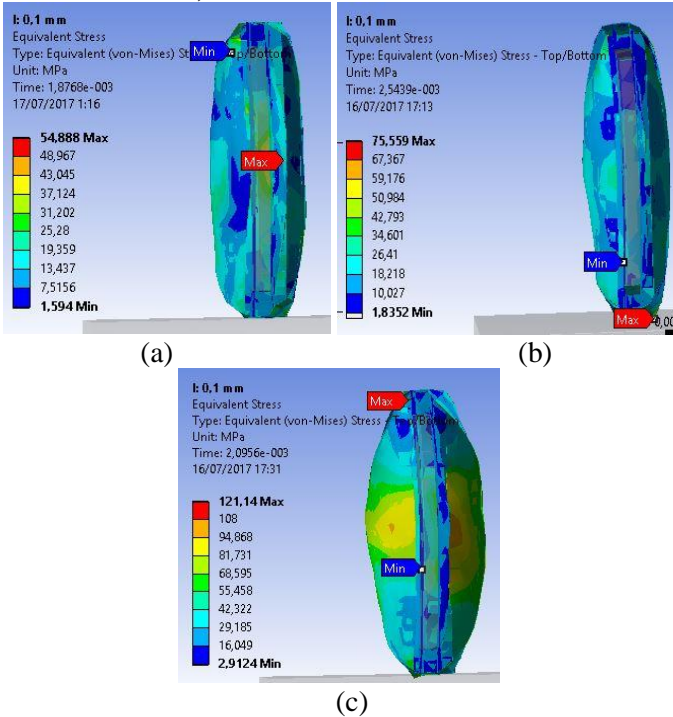 I: 0,1 mm
Equivalent Stress
Type: Equivalent (von-Mises) St Top/Bottom
Unit: MPa
Time: 1,8768e-003
17/07/2017 1:16
54,888 Max
48,967
43,045
37,124
31,202
25,28
19,359
13,437
7,5156
1,594 Min
Min
Max
(a)
I: 0,1 mm
Equivalent Stress
Type: Equivalent (von-Mises) Stress - Top/Bottom
Unit: MPa
Time: 2,5439e-003
16/07/2017 17:13
75,559 Max
67,367
59,176
50,984
42,793
34,601
26,41
18,218
10,027
1,8352 Min
Min
Max
0,00
(b)
I: 0,1 mm
Equivalent Stress
Type: Equivalent (von-Mises) Stress - Top/Bottom
Unit: MPa
Time: 2,0956e-003
16/07/2017 17:31
121,14 Max
108
94,868
81,731
68,595
55,458
42,322
29,185
16,049
2,9124 Min
Max
Min
(c)